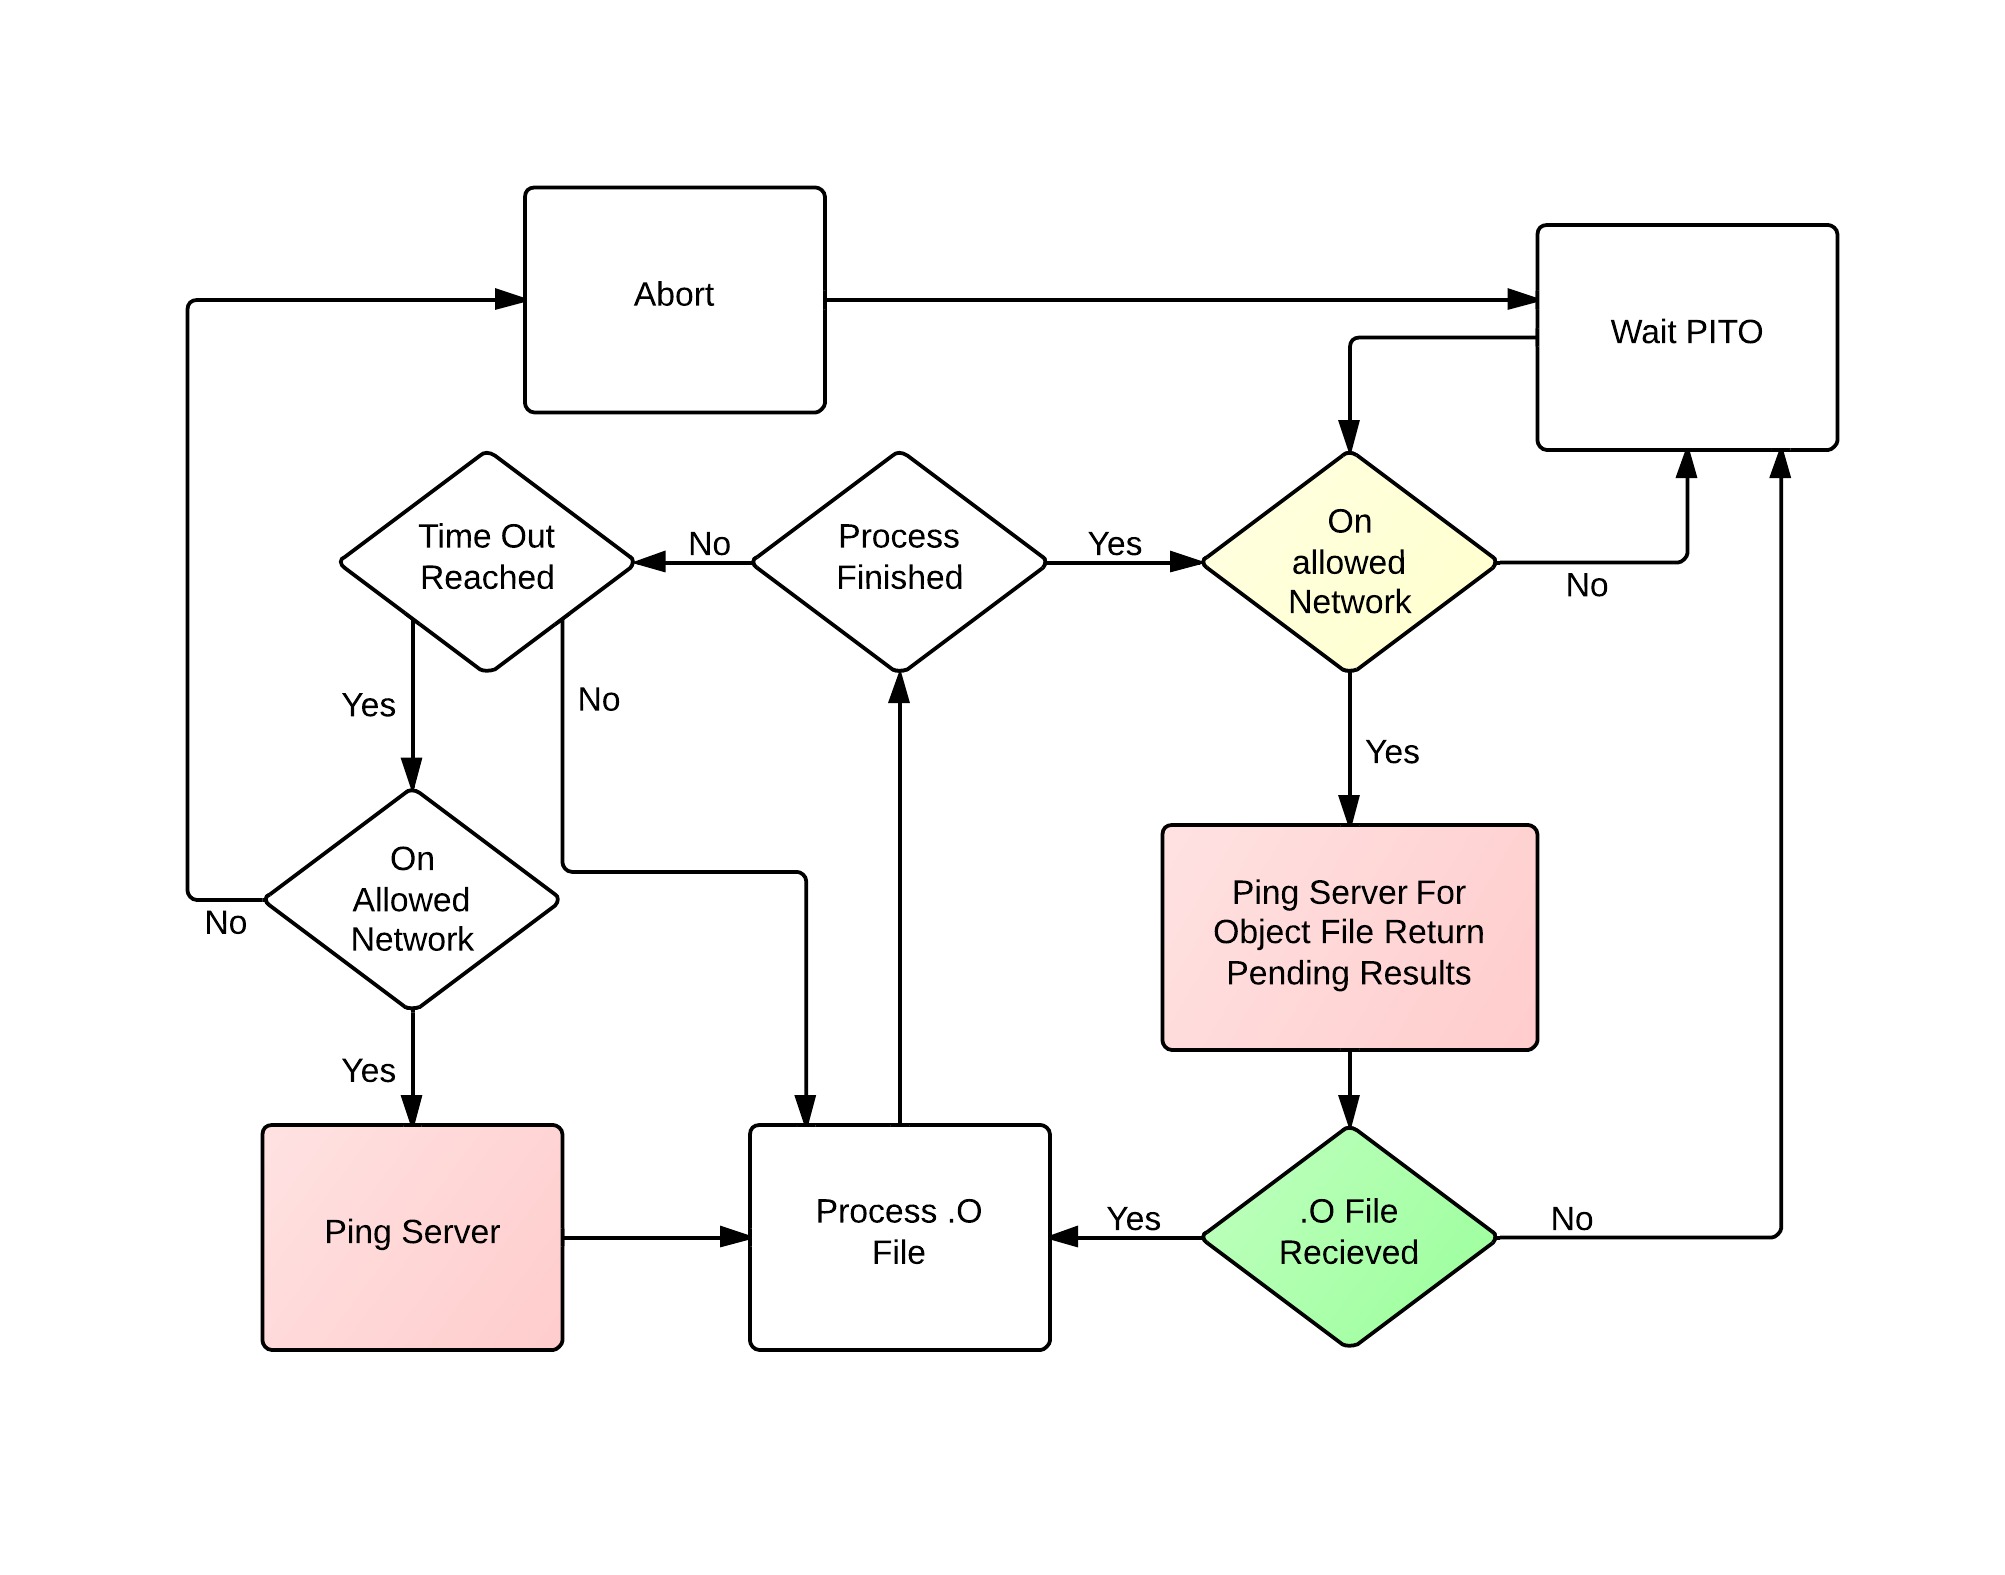 Abort
Wait PITO
Time Out
Reached
No
Process
Finished
Yes
On
allowed
Network
No
Yes
No
Yes
On
Allowed
Network
No
Ping Server For
Object File Return
Pending Results
Yes
Ping Server
Process .O
File
Yes
.O File
Recieved
No